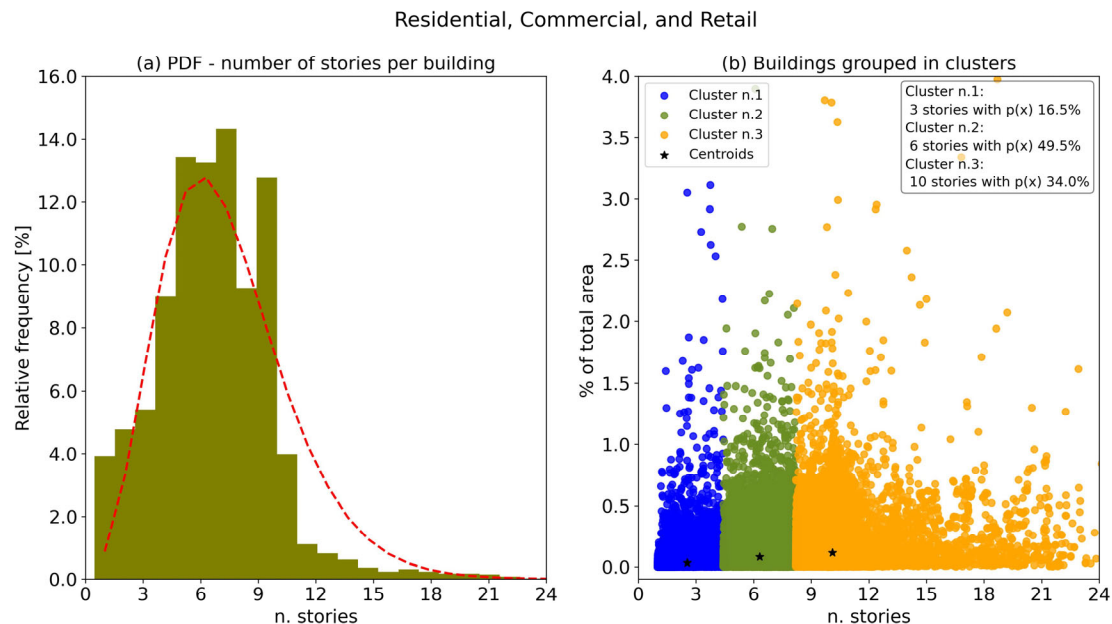 Residential, Commercial, and Retail
(a) PDF - number of stories per building
16.0
14.0
12.0
10.0
8.0
6.0
4.0
2.0
0.0
Relative frequency [%]
3 6 9 12 15 18 21 24
n. stories
(b) Buildings grouped in clusters
4.0
3.5
3.0
2.5
2.0
1.5
1.0
0.5
0.0
% of total area
0 3 6 9 12 15 18 21 24
n. stories
Cluster n.1
Cluster n.2
Cluster n.3
Centroids
Cluster n.1:
3 stories with p(x) 16.5%
Cluster n.2:
6 stories with p(x) 49.5%
Cluster n.3:
10 stories with p(x) 34.0%